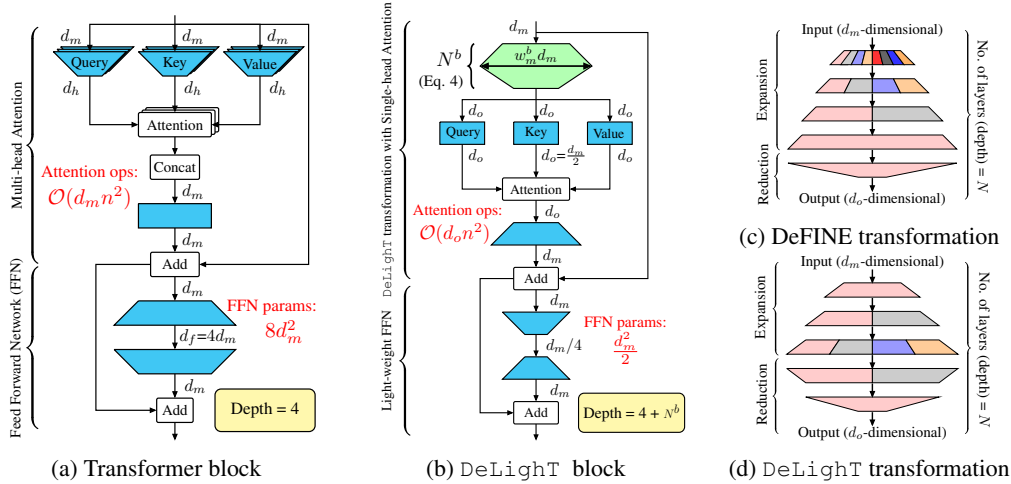 Multi-head Attention
Feed Forward Network (FFN)
d_m
d_m
d_m
Query
Key
Value
d_h
d_h
d_h
Attention
Concat
Attention ops:
O(d_m n^2)
d_m
d_m
Add
d_m
FFN params:
8d_m^2
d_f=4d_m
d_m
Add
Depth = 4
(a) Transformer block
DeLighT transformation with Single-head Attention
Light-weight FFN
d_m
N^b
(Eq. 4)
w_m^b d_m
d_o
d_o
d_o
Query
Key
Value
d_o
d_o=\frac{d_m}{2}
d_o
Attention
Attention ops:
O(d_o n^2)
d_o
d_m
Add
d_m
FFN params:
\frac{d_m^2}{2}
d_m/4
d_m
Add
Depth = 4 + N^b
(b) DeLighT block
Input (d_m-dimensional)
Expansion
Reduction
No. of layers (depth) = N
Output (d_o-dimensional)
(c) DeFINE transformation
Input (d_m-dimensional)
Expansion
Reduction
No. of layers (depth) = N
Output (d_o-dimensional)
(d) DeLighT transformation